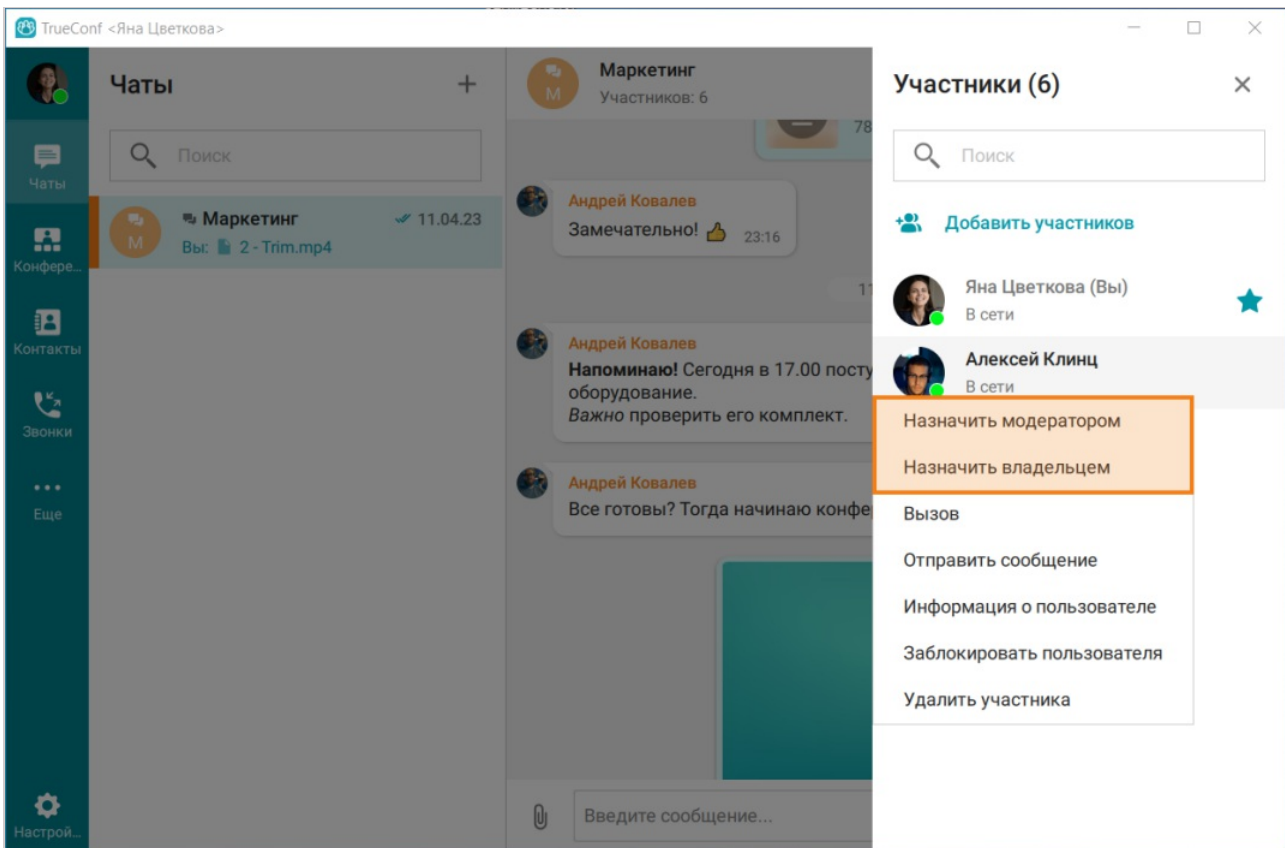 TrueConf <Яна Цветкова>
Чаты
Поиск
М
Маркетинг
11.04.23
Вы: 2 - Trim.mp4
Чаты
Конфере...
Контакты
Звонки
Еще
Настрой...
М
Маркетинг
Участников: 6
78
Андрей Ковалев
Замечательно! 👍 23:16
11
Андрей Ковалев
Напоминаю! Сегодня в 17.00 посту
оборудование.
Важно проверить его комплект.
Андрей Ковалев
Все готовы? Тогда начинаю конфе
Введите сообщение...
Участники (6)
Поиск
Добавить участников
Яна Цветкова (Вы)
В сети
Алексей Клинц
В сети
Назначить модератором
Назначить владельцем
Вызов
Отправить сообщение
Информация о пользователе
Заблокировать пользователя
Удалить участника